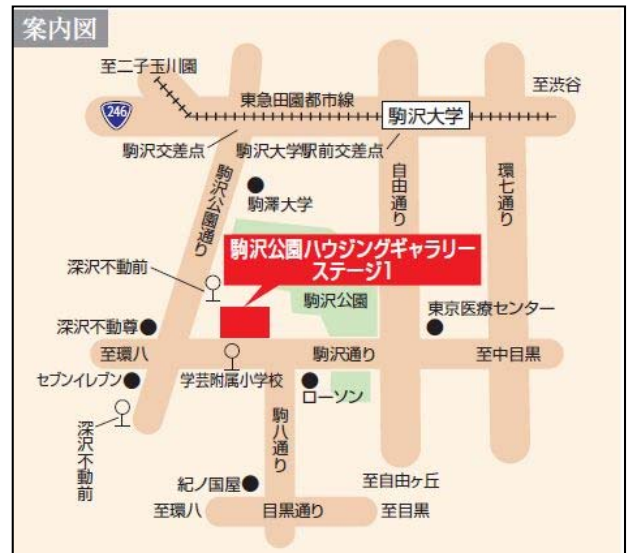 案内図
至二子玉川園
至渋谷
東急田園都市線
駒沢大学
246
駒沢交差点
駒沢大学駅前交差点
駒沢公園通り
自由通り
環七通り
駒澤大学
駒沢公園ハウジングギャラリー
ステージ1
深沢不動前
駒沢公園
東京医療センター
深沢不動尊
至環八
駒沢通り
至中目黒
セブンイレブン
学芸附属小学校
ローソン
深沢不動前
駒八通り
紀ノ国屋
至自由ヶ丘
至環八
目黒通り
至目黒